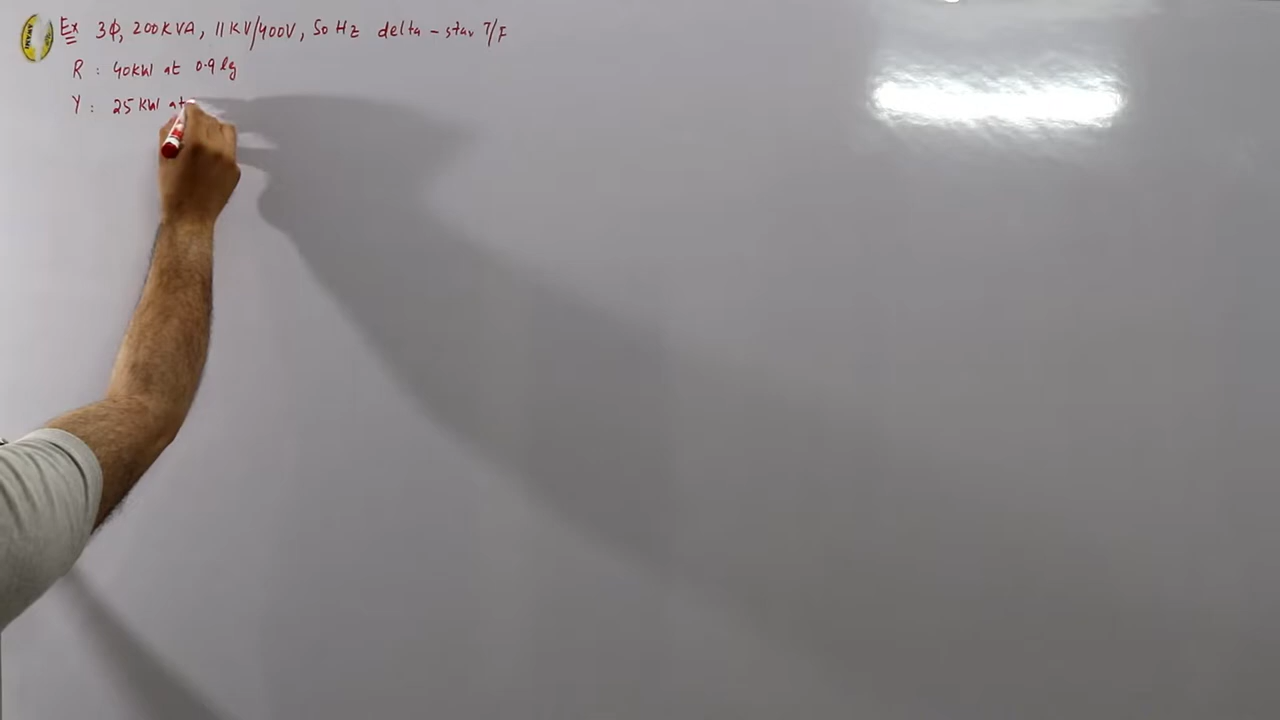 Ex 3ϕ, 200KVA, 11KV/400V, 50 Hz delta - star T/F
R : 40KW at 0.9 lg
Y : 25 KW at